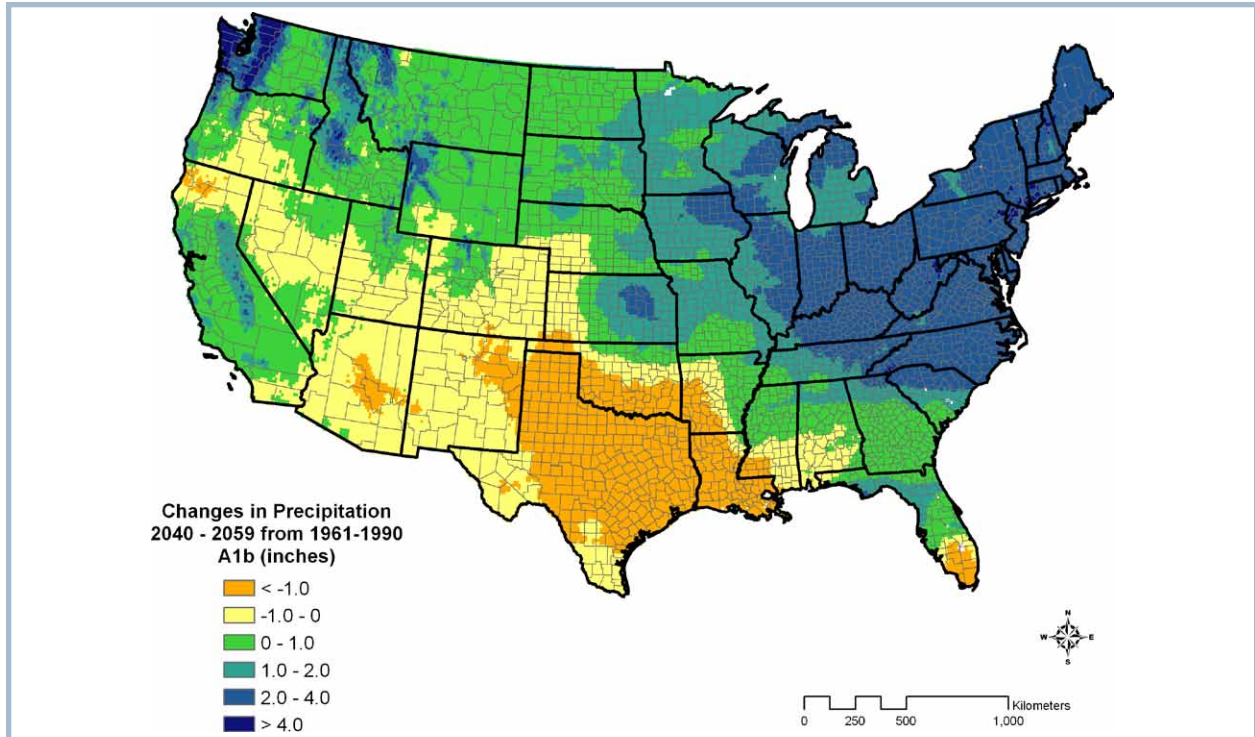 Changes in Precipitation
2040 - 2059 from 1961-1990
A1b (inches)
< -1.0
-1.0 - 0
0 - 1.0
1.0 - 2.0
2.0 - 4.0
> 4.0
N
W E
S
Kilometers
0 250 500 1,000